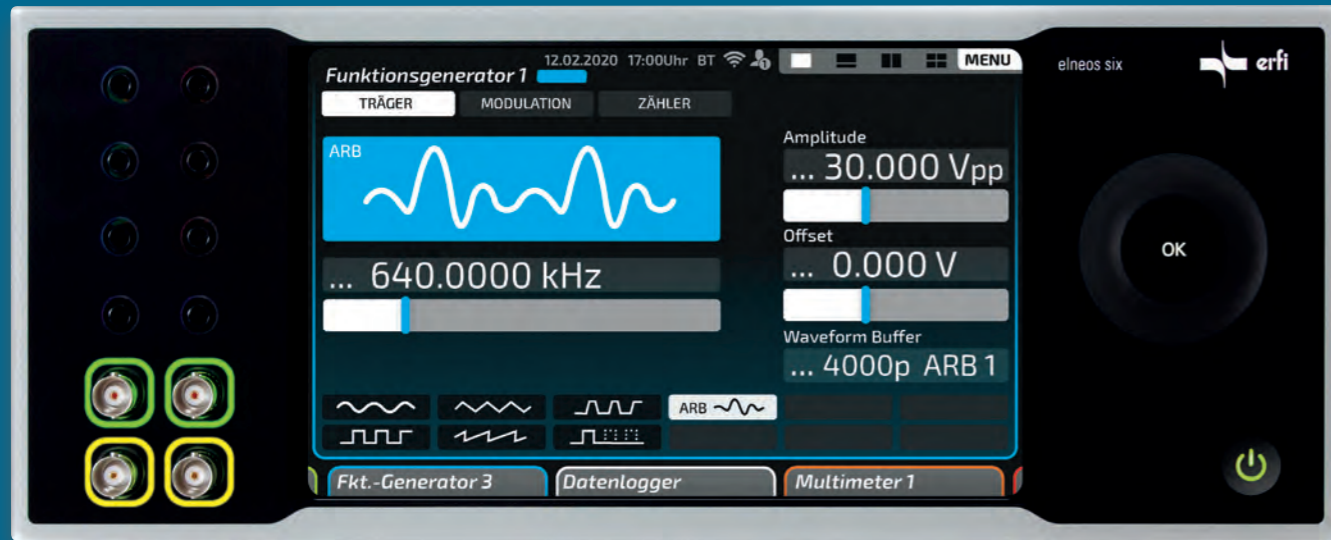 12.02.2020 17:00Uhr BT
MENU
elneos six
erfi
Funktionsgenerator 1
TRÄGER MODULATION ZÄHLER
ARB
Amplitude
... 30.000 Vpp
Offset
... 640.0000 kHz
... 0.000 V
Waveform Buffer
... 4000p ARB 1
ARB
OK
Fkt.-Generator 3
Datenlogger
Multimeter 1